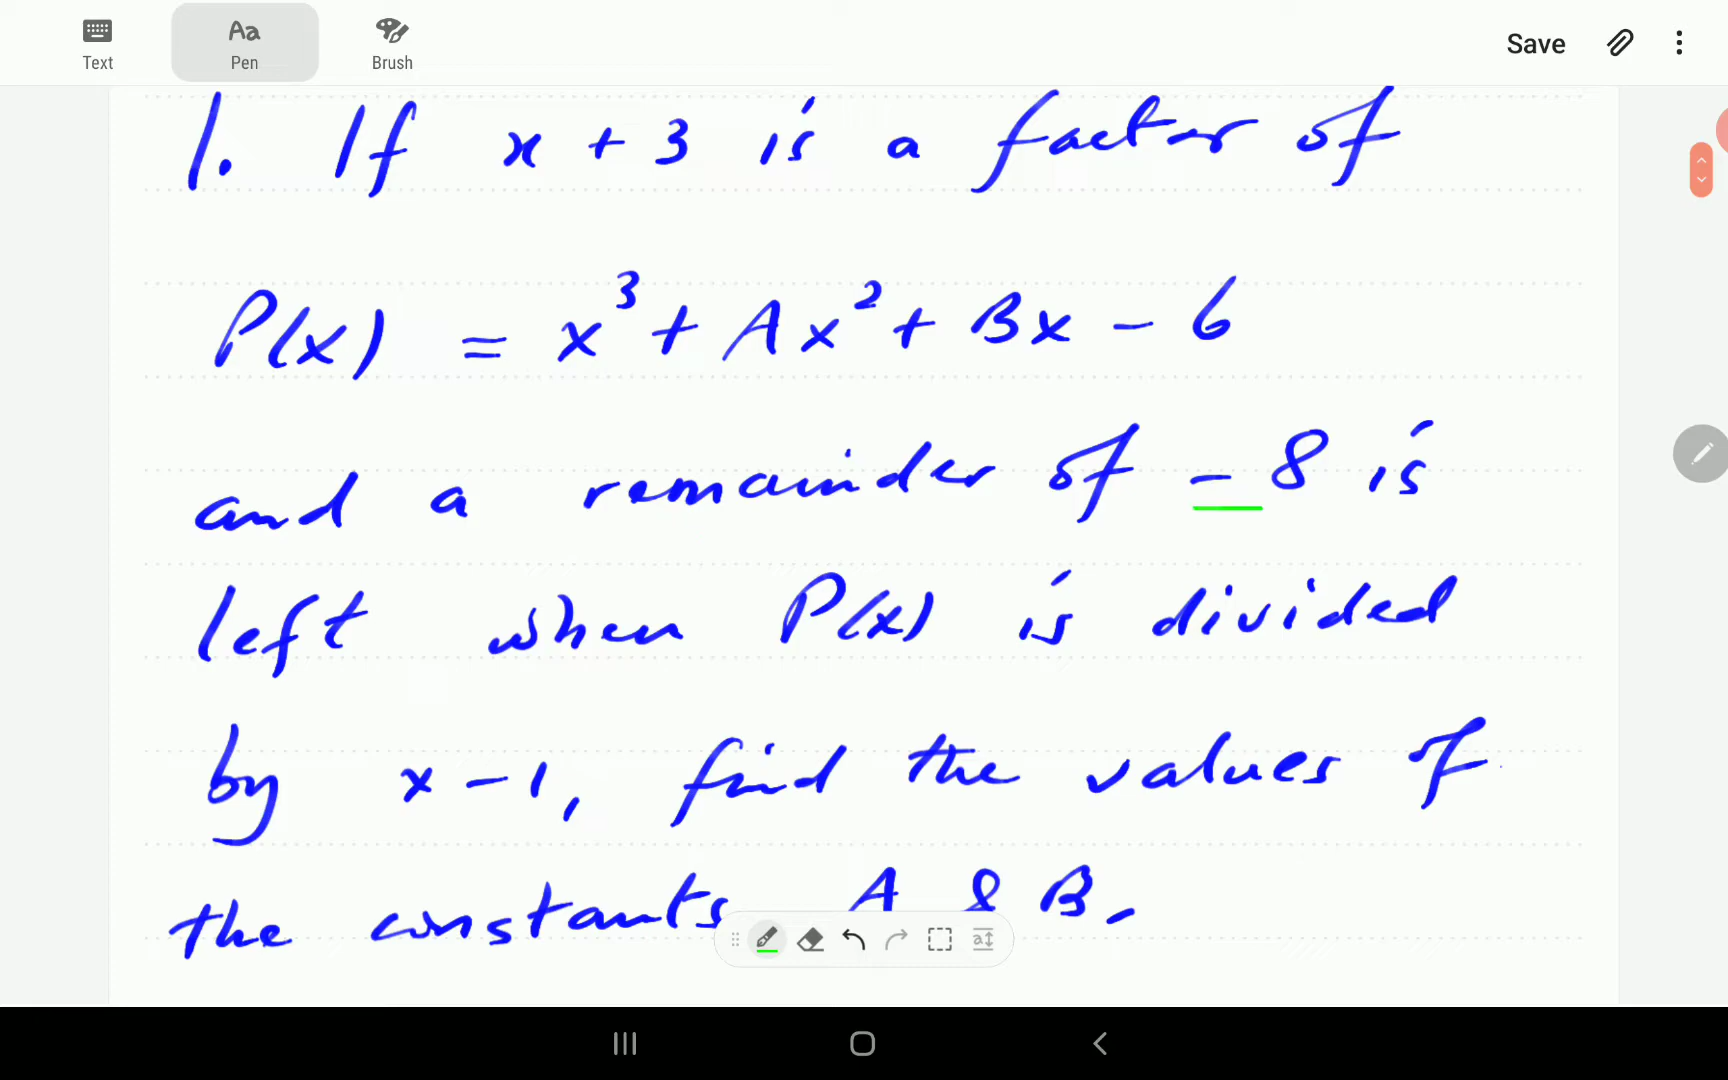 Text
Aa
Pen
Brush
Save
1. If x + 3 is a factor of
P(x) = x³ + Ax² + Bx - 6
and a remainder of - 8 is
left when P(x) is divided
by x - 1, find the values of
the constants A & B.